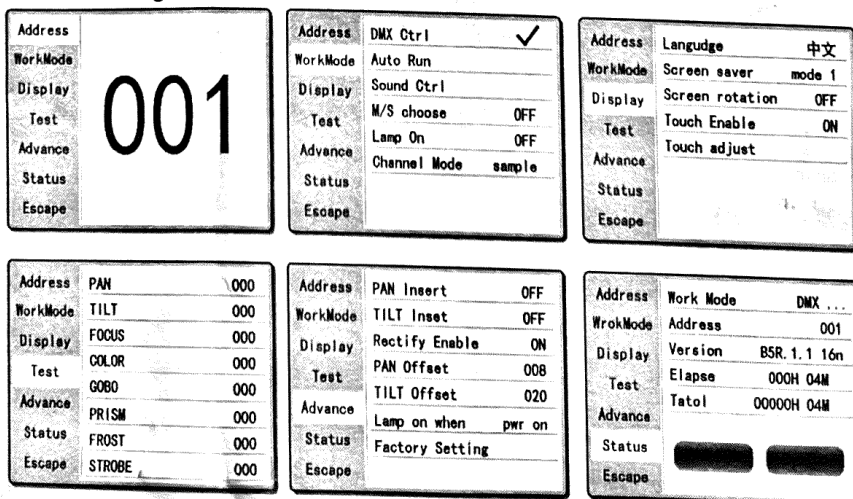 Address
WorkMode
Display
Test
Advance
Status
Escape
001
Address
WorkMode
Display
Test
Advance
Status
Escape
DMX Ctrl ✓
Auto Run
Sound Ctrl
M/S choose OFF
Lamp On OFF
Channel Mode sample
Address
WorkMode
Display
Test
Advance
Status
Escape
Langudge 中文
Screen saver mode 1
Screen rotation OFF
Touch Enable ON
Touch adjust
Address
WorkMode
Display
Test
Advance
Status
Escape
PAN 000
TILT 000
FOCUS 000
COLOR 000
GOBO 000
PRISM 000
FROST 000
STROBE 000
Address
WorkMode
Display
Test
Advance
Status
Escape
PAN Insert OFF
TILT Inset OFF
Rectify Enable ON
PAN Offset 008
TILT Offset 020
Lamp on when pwr on
Factory Setting
Address
WrokMode
Display
Test
Advance
Status
Escape
Work Mode DMX ...
Address 001
Version B5R.1.1 16n
Elapse 000H 04M
Tatol 00000H 04M